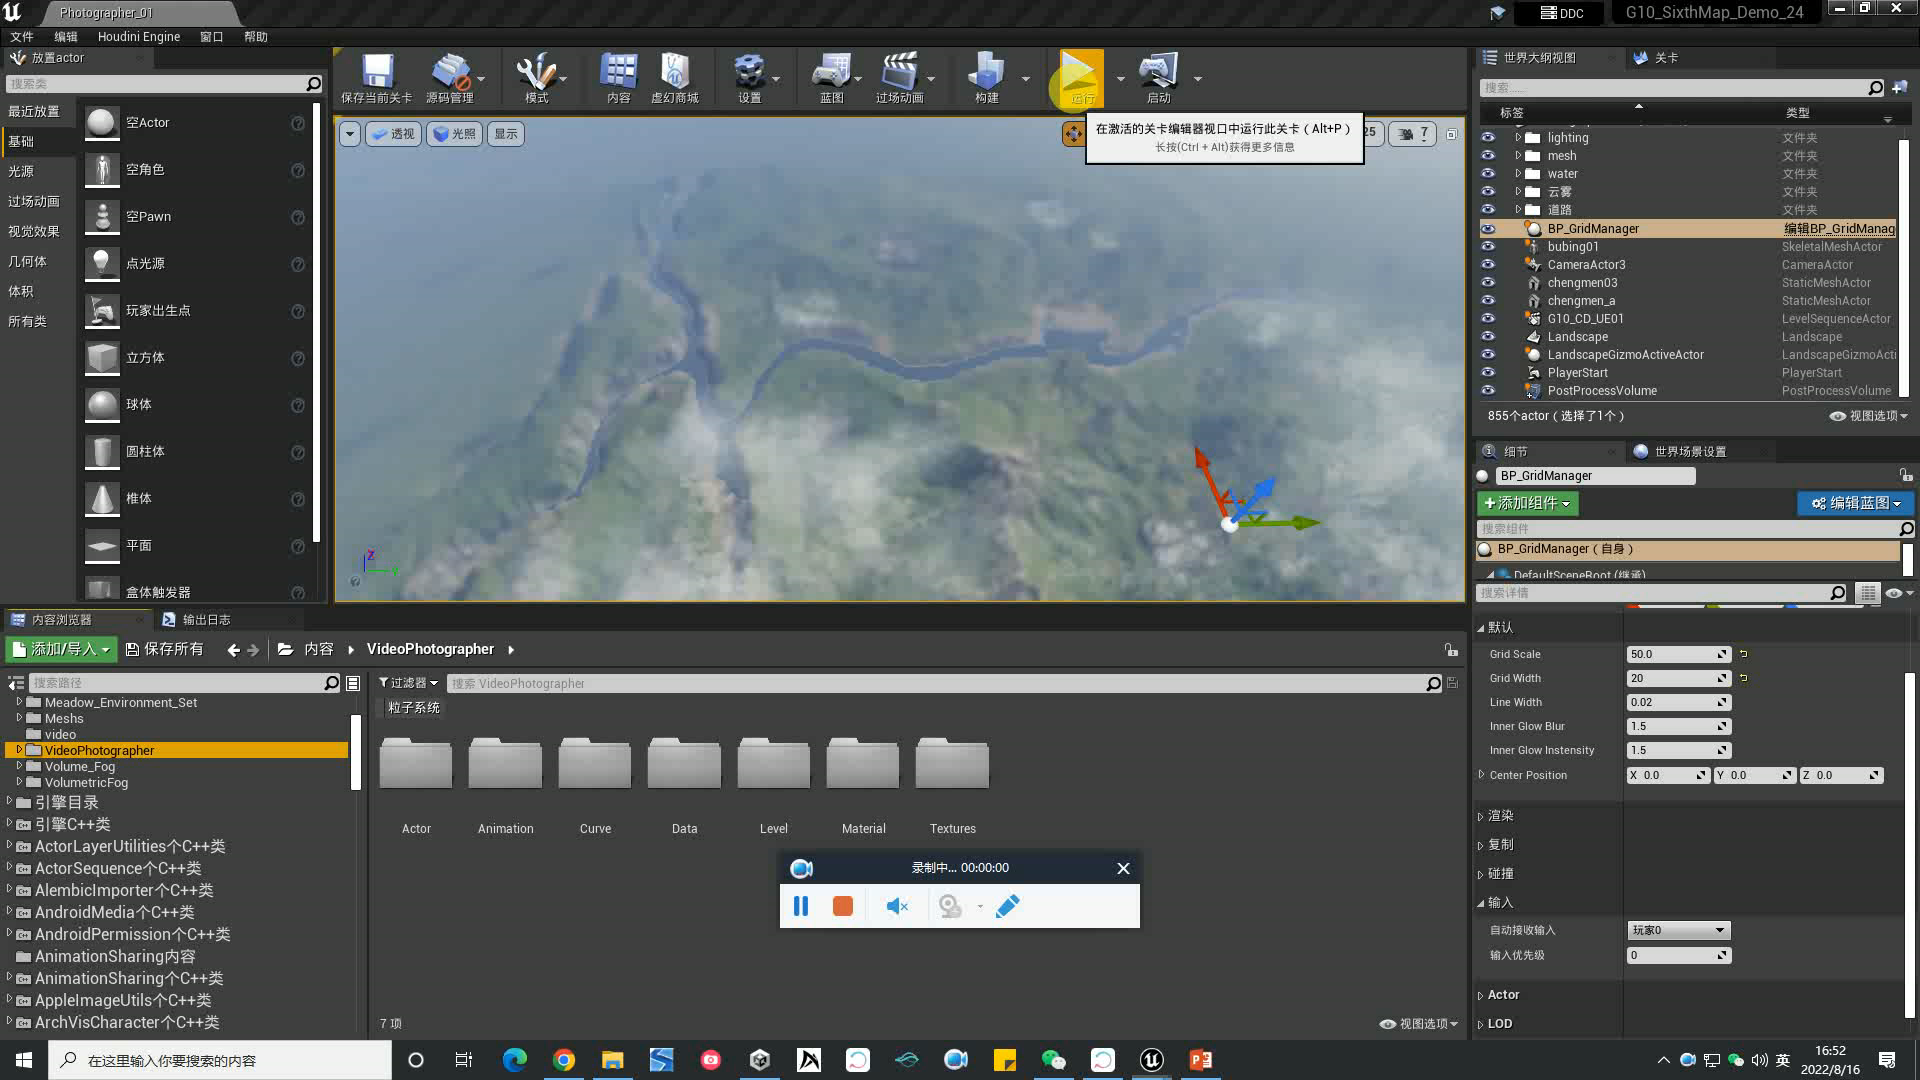 Photographer_01
DDC
G10_SixthMap_Demo_24
文件 编辑 Houdini Engine 窗口 帮助
放置actor
搜索类
最近放置
基础
光源
过场动画
视觉效果
几何体
体积
所有类
空Actor
空角色
空Pawn
点光源
玩家出生点
立方体
球体
圆柱体
椎体
平面
盒体触发器
保存当前关卡 源码管理 模式 内容 虚幻商城 设置 蓝图 过场动画 构建 运行 启动
透视 光照 显示
25 7
在激活的关卡编辑器视口中运行此关卡（Alt+P）
长按(Ctrl + Alt)获得更多信息
Z
Y
世界大纲视图 关卡
搜索......
标签 类型
lighting 文件夹
mesh 文件夹
water 文件夹
云雾 文件夹
道路 文件夹
BP_GridManager 编辑BP_GridManag
bubing01 SkeletalMeshActor
CameraActor3 CameraActor
chengmen03 StaticMeshActor
chengmen_a StaticMeshActor
G10_CD_UE01 LevelSequenceActor
Landscape Landscape
LandscapeGizmoActiveActor LandscapeGizmoActi
PlayerStart PlayerStart
PostProcessVolume PostProcessVolume
855个actor（选择了1个） 视图选项
细节 世界场景设置
BP_GridManager
添加组件 编辑蓝图
搜索组件
BP_GridManager（自身）
DefaultSceneRoot (继承)
搜索详情
默认
Grid Scale 50.0
Grid Width 20
Line Width 0.02
Inner Glow Blur 1.5
Inner Glow Instensity 1.5
Center Position X 0.0 Y 0.0 Z 0.0
渲染
复制
碰撞
输入
自动接收输入 玩家0
输入优先级 0
Actor
LOD
内容浏览器 输出日志
添加/导入 保存所有 内容 VideoPhotographer
搜索路径
过滤器 搜索 VideoPhotographer
粒子系统
Meadow_Environment_Set
Meshs
video
VideoPhotographer
Volume_Fog
VolumetricFog
引擎目录
引擎C++类
ActorLayerUtilities个C++类
ActorSequence个C++类
AlembicImporter个C++类
AndroidMedia个C++类
AndroidPermission个C++类
AnimationSharing内容
AnimationSharing个C++类
AppleImageUtils个C++类
ArchVisCharacter个C++类
Actor Animation Curve Data Level Material Textures
录制中... 00:00:00
7 项 视图选项
在这里输入你要搜索的内容
英
16:52
2022/8/16